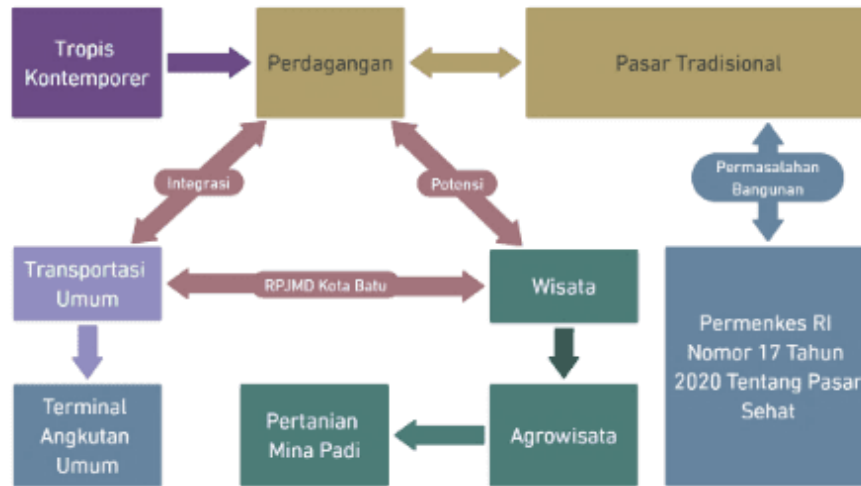 Tropis
Kontemporer
Perdagangan
Pasar Tradisional
Integrasi
Potensi
Permasalahan
Bangunan
Transportasi
Umum
RPJMD Kota Batu
Wisata
Permenkes RI
Nomor 17 Tahun
2020 Tentang Pasar
Sehat
Terminal
Angkutan
Umum
Pertanian
Mina Padi
Agrowisata